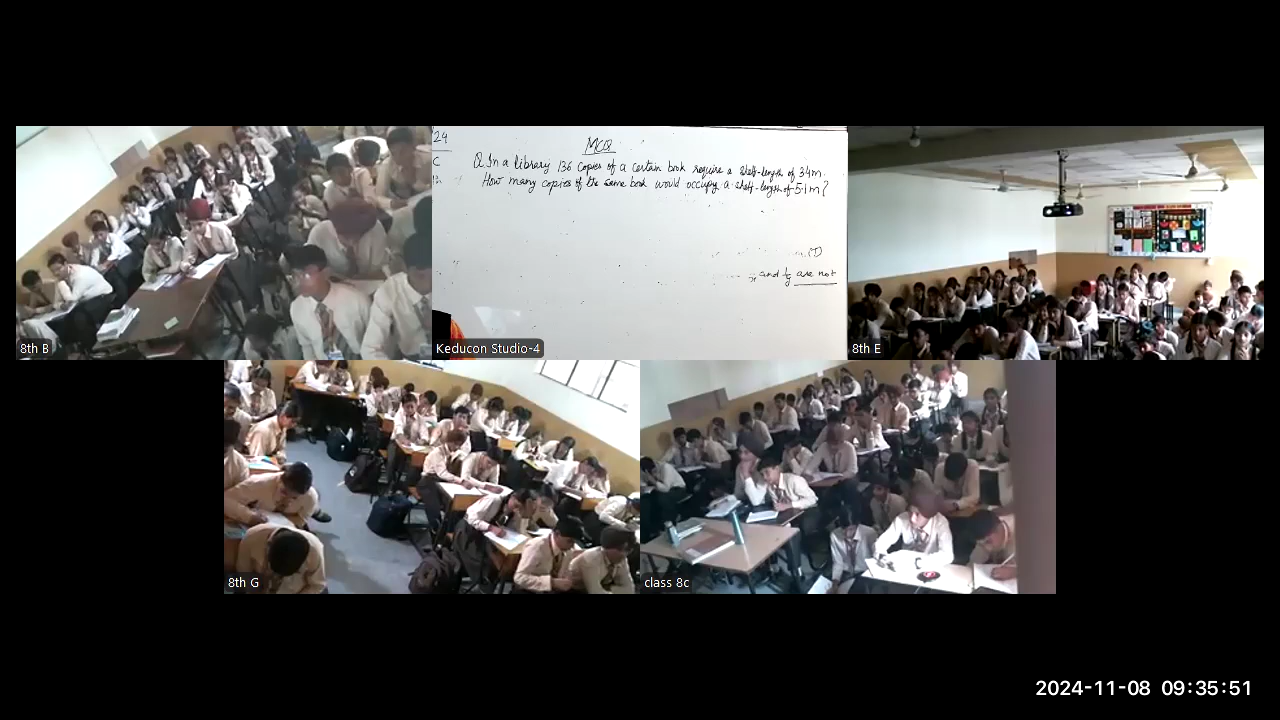 24
MCQ
C
Q. In a library 136 Copies of a certain book require a shelf-length of 34m.
How many copies of the same book would occupy a shelf-length of 5.1m?
(T)
and 1/y are not
8th B
Keducon Studio-4
8th E
8th G
class 8c
2024-11-08 09:35:51